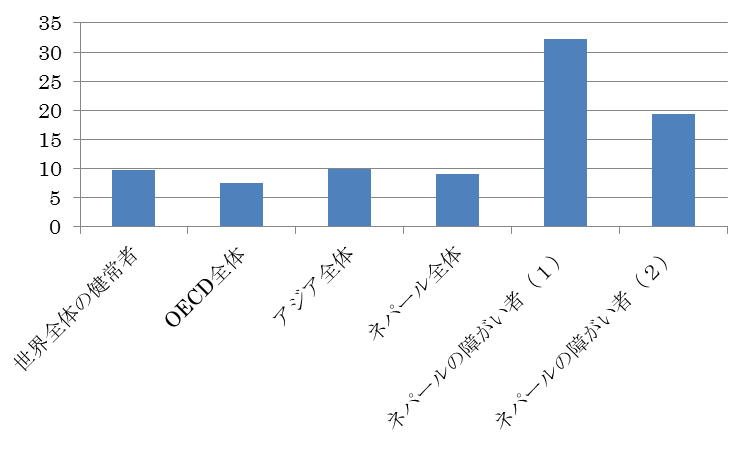 35
30
25
20
15
10
5
0
世界全体の健常者
OECD全体
アジア全体
ネパール全体
ネパールの障がい者（1）
ネパールの障がい者（2）